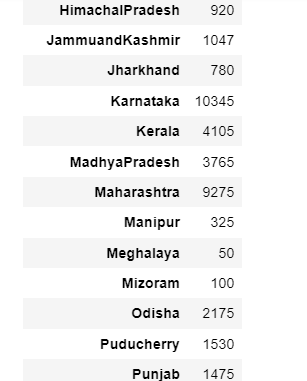 HimachalPradesh 920
JammuandKashmir 1047
Jharkhand 780
Karnataka 10345
Kerala 4105
MadhyaPradesh 3765
Maharashtra 9275
Manipur 325
Meghalaya 50
Mizoram 100
Odisha 2175
Puducherry 1530
Punjab 1475